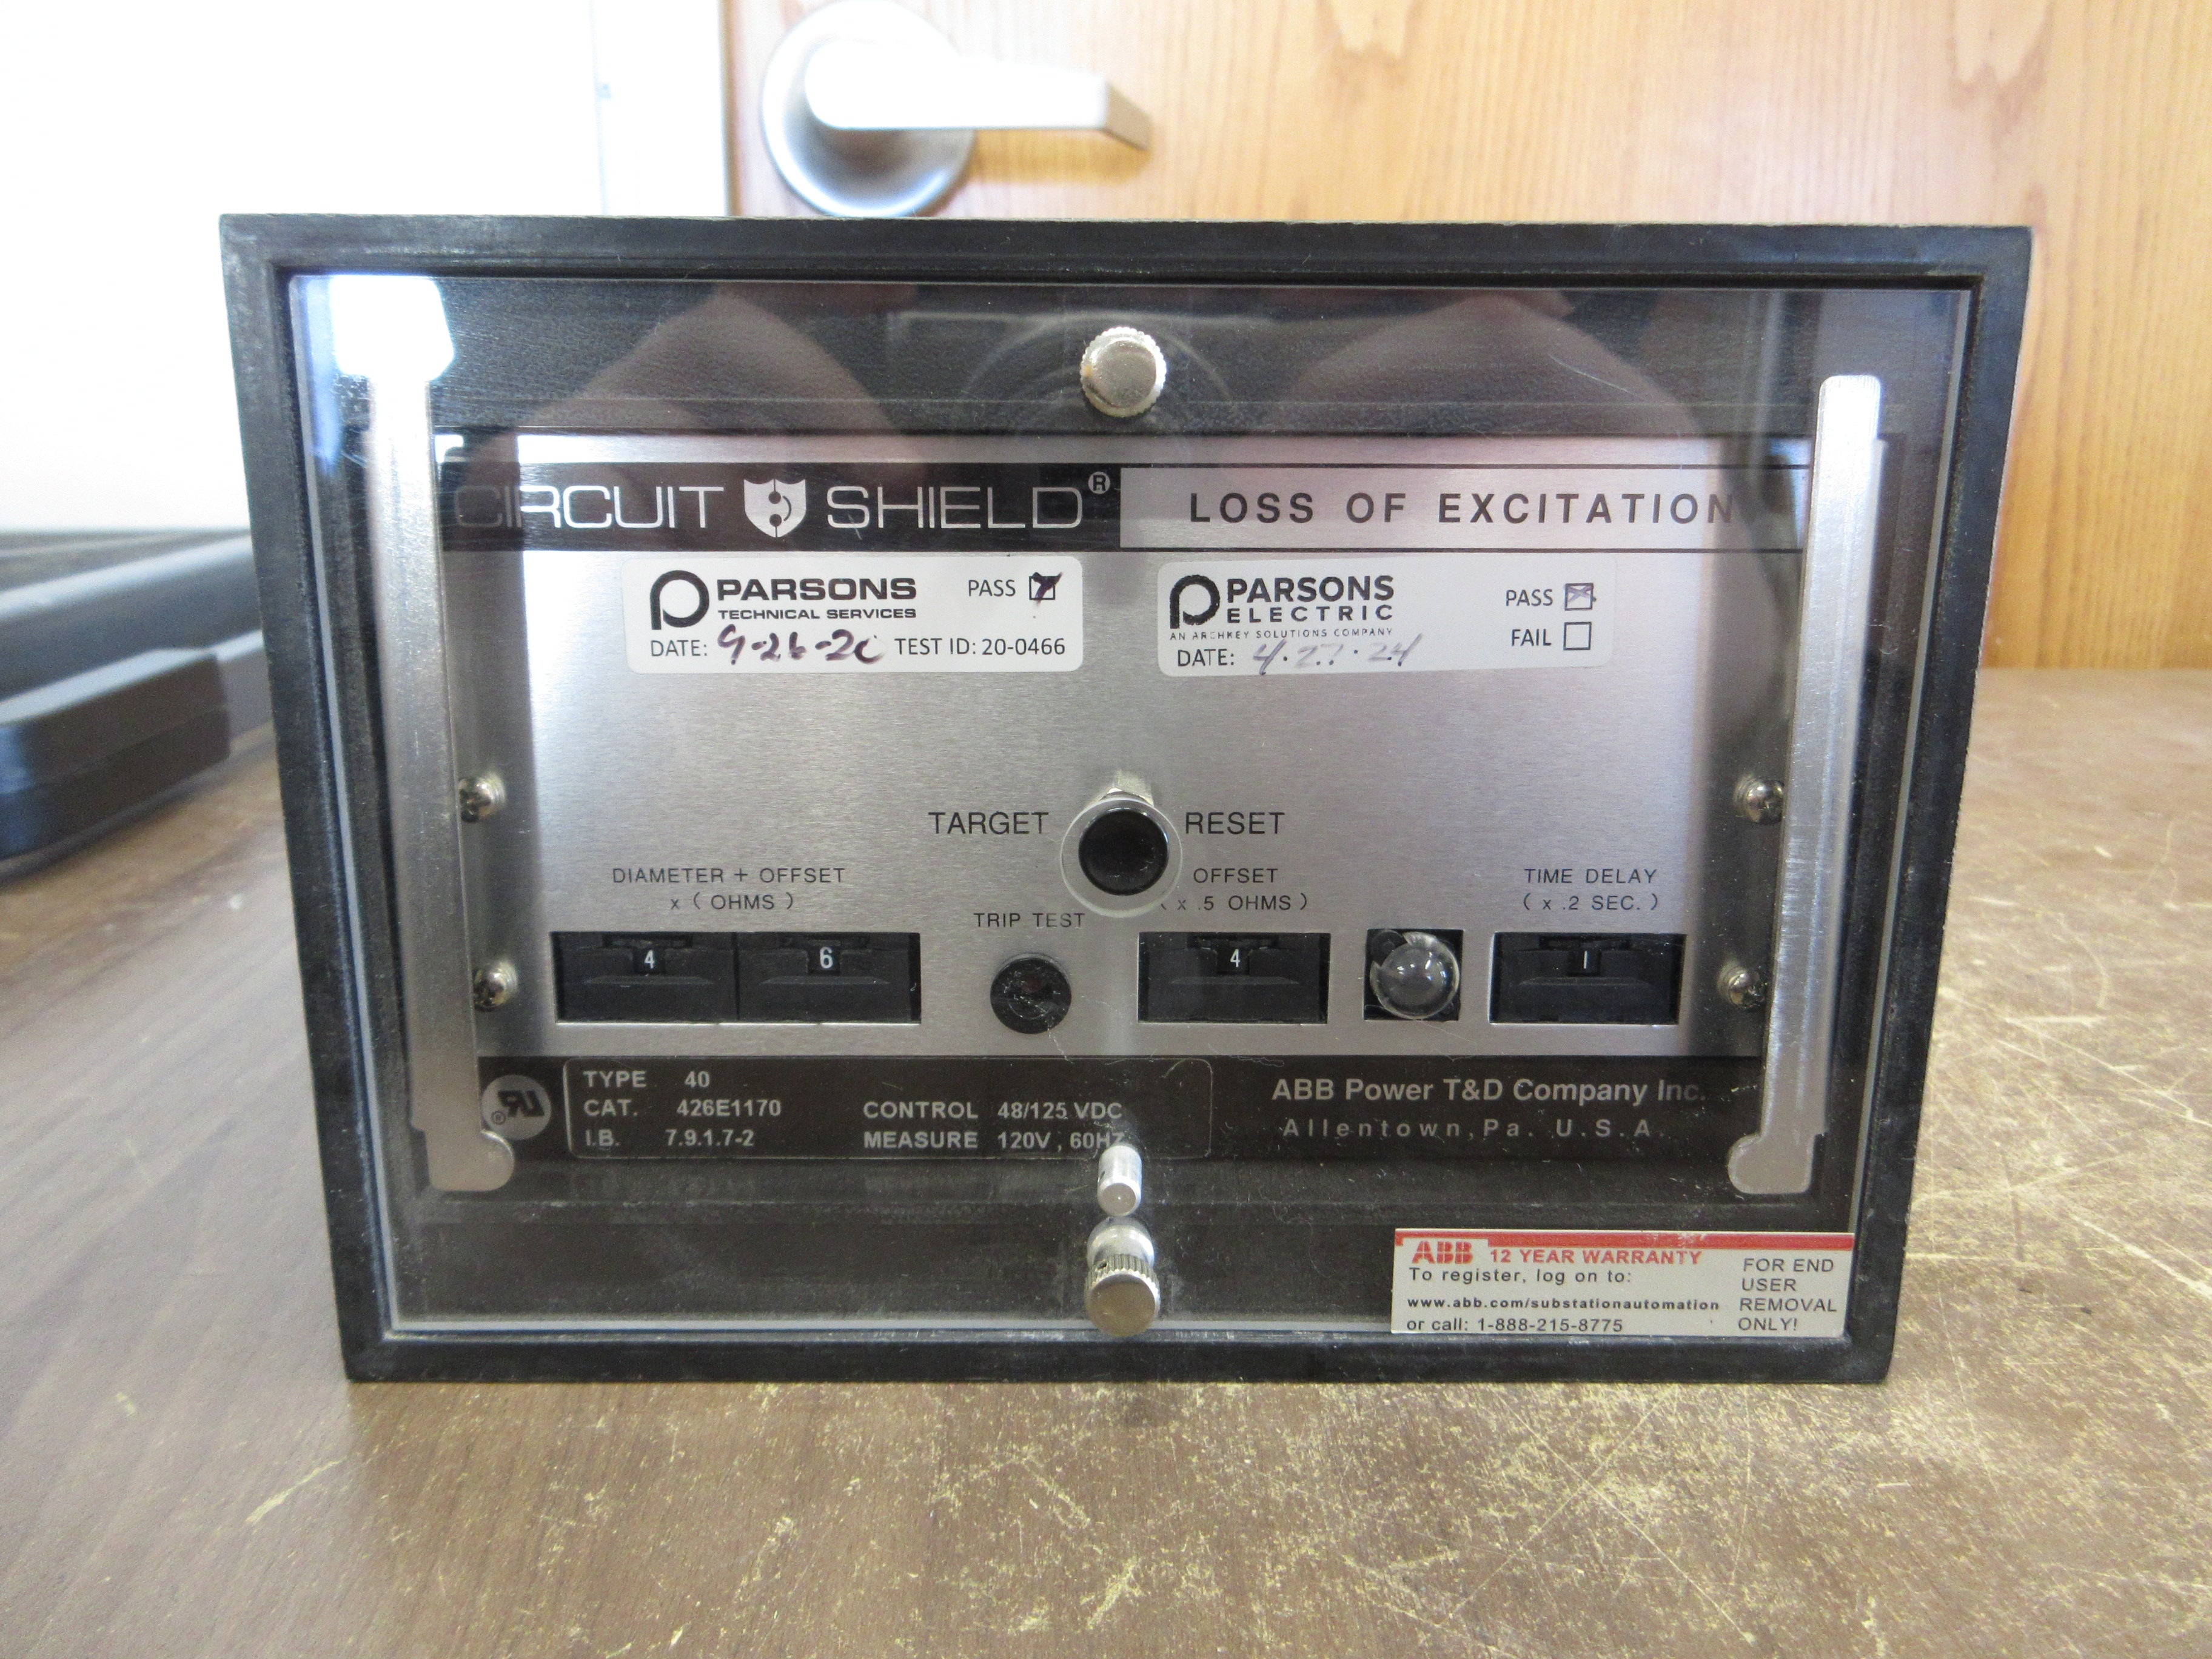 CIRCUIT SHIELD® LOSS OF EXCITATION
PARSONS
TECHNICAL SERVICES
PASS
DATE: 9-26-20 TEST ID: 20-0466
PARSONS
ELECTRIC
AN ARCHKEY SOLUTIONS COMPANY
PASS
FAIL
DATE: 4.27.24
TARGET RESET
DIAMETER + OFFSET
x ( OHMS )
TRIP TEST
OFFSET
( x .5 OHMS )
TIME DELAY
( x .2 SEC. )
4 6 4 1
TYPE 40
CAT. 426E1170
I.B. 7.9.1.7-2
CONTROL 48/125 VDC
MEASURE 120V, 60HZ
ABB Power T&D Company Inc.
Allentown, Pa. U.S.A.
ABB 12 YEAR WARRANTY
To register, log on to:
www.abb.com/substationautomation
or call: 1-888-215-8775
FOR END
USER
REMOVAL
ONLY!